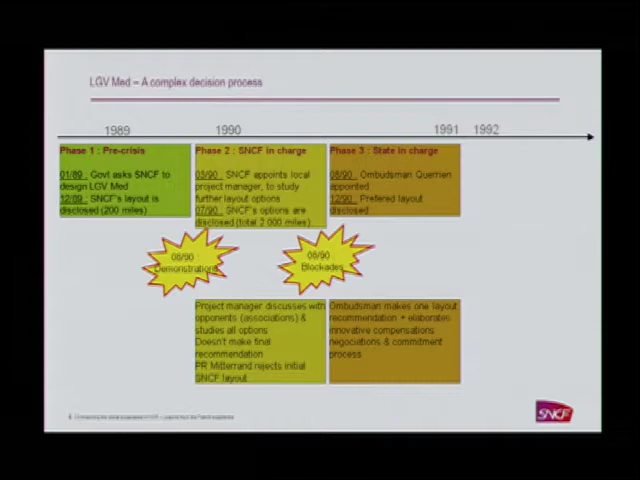 LGV Med – A complex decision process
1989 1990 1991 1992
Phase 1 : Pre-crisis
01/89 : Govt asks SNCF to
design LGV Med
12/89 : SNCF's layout is
disclosed (200 miles)
Phase 2 : SNCF in charge
03/90 : SNCF appoints local
project manager, to study
further layout options
07/90 : SNCF's options are
disclosed (total 2 000 miles)
Phase 3 : State in charge
08/90 : Ombudsman Querrien
appointed
12/90 : Prefered layout
disclosed
08/90 :
Demonstrations
08/90
Blockades
Project manager discusses with
opponents (associations) &
studies all options
Doesn't make final
recommendation
PR Mitterrand rejects initial
SNCF layout
Ombudsman makes one layout
recommendation + elaborates
innovative compensations
negotiations & commitment
process
SNCF